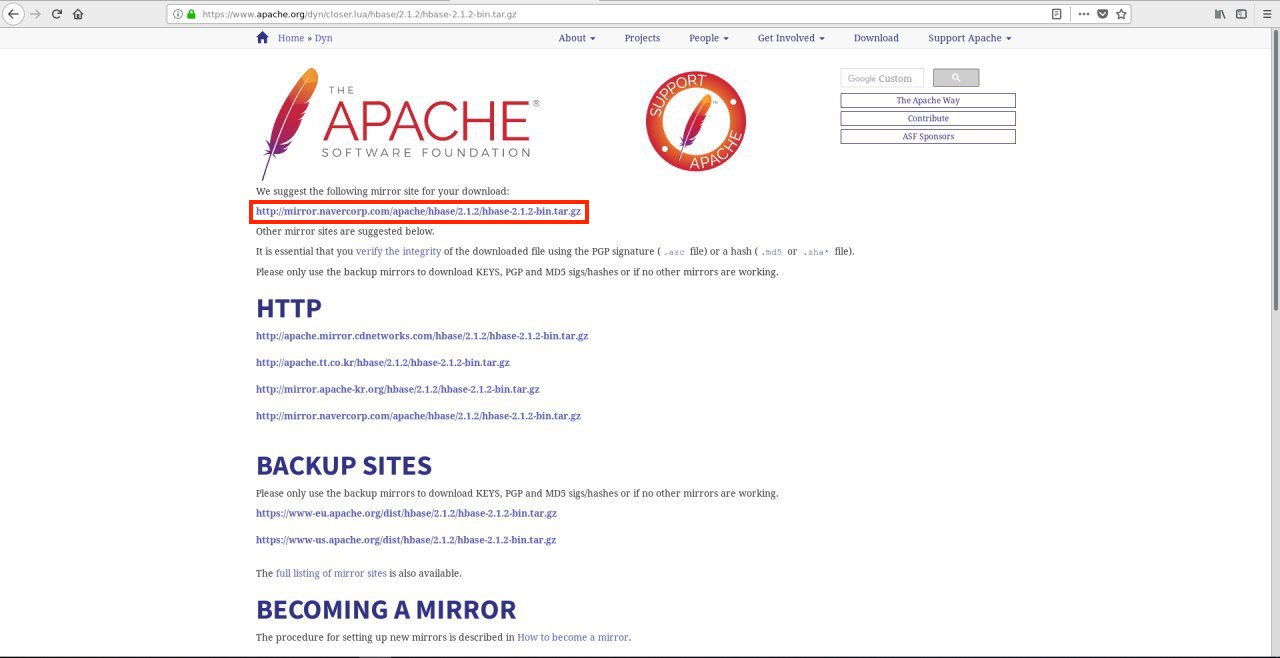 https://www.apache.org/dyn/closer.lua/hbase/2.1.2/hbase-2.1.2-bin.tar.gz
Home » Dyn
About
Projects
People
Get Involved
Download
Support Apache
THE
APACHE®
SOFTWARE FOUNDATION
SUPPORT
APACHE
™
Google Custom
The Apache Way
Contribute
ASF Sponsors
We suggest the following mirror site for your download:
http://mirror.navercorp.com/apache/hbase/2.1.2/hbase-2.1.2-bin.tar.gz
Other mirror sites are suggested below.
It is essential that you verify the integrity of the downloaded file using the PGP signature ( .asc file) or a hash ( .md5 or .sha* file).
Please only use the backup mirrors to download KEYS, PGP and MD5 sigs/hashes or if no other mirrors are working.
HTTP
http://apache.mirror.cdnetworks.com/hbase/2.1.2/hbase-2.1.2-bin.tar.gz
http://apache.tt.co.kr/hbase/2.1.2/hbase-2.1.2-bin.tar.gz
http://mirror.apache-kr.org/hbase/2.1.2/hbase-2.1.2-bin.tar.gz
http://mirror.navercorp.com/apache/hbase/2.1.2/hbase-2.1.2-bin.tar.gz
BACKUP SITES
Please only use the backup mirrors to download KEYS, PGP and MD5 sigs/hashes or if no other mirrors are working.
https://www-eu.apache.org/dist/hbase/2.1.2/hbase-2.1.2-bin.tar.gz
https://www-us.apache.org/dist/hbase/2.1.2/hbase-2.1.2-bin.tar.gz
The full listing of mirror sites is also available.
BECOMING A MIRROR
The procedure for setting up new mirrors is described in How to become a mirror.